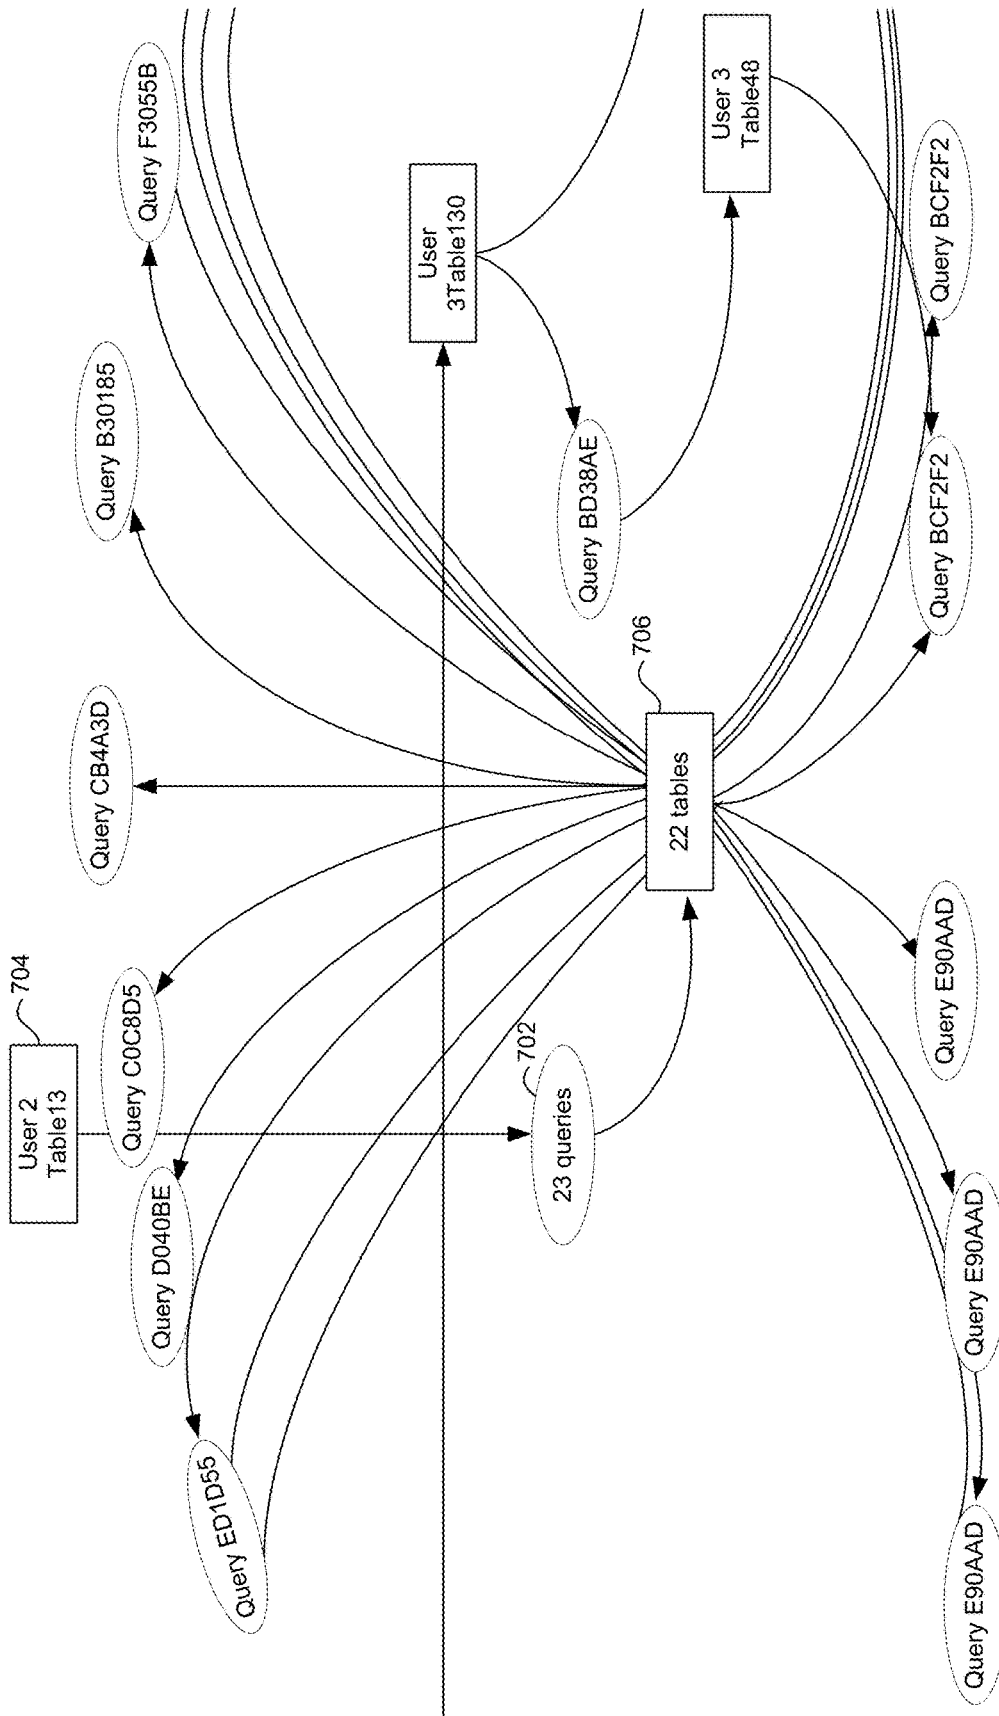 Query F3055B
Query B30185
Query CB4A3D
Query C0C8D5
Query D040BE
Query ED1D55
User 2
Table13
704
User
3Table130
User 3
Table48
Query BD38AE
706
22 tables
702
23 queries
Query BCF2F2
Query BCF2F2
Query E90AAD
Query E90AAD
Query E90AAD